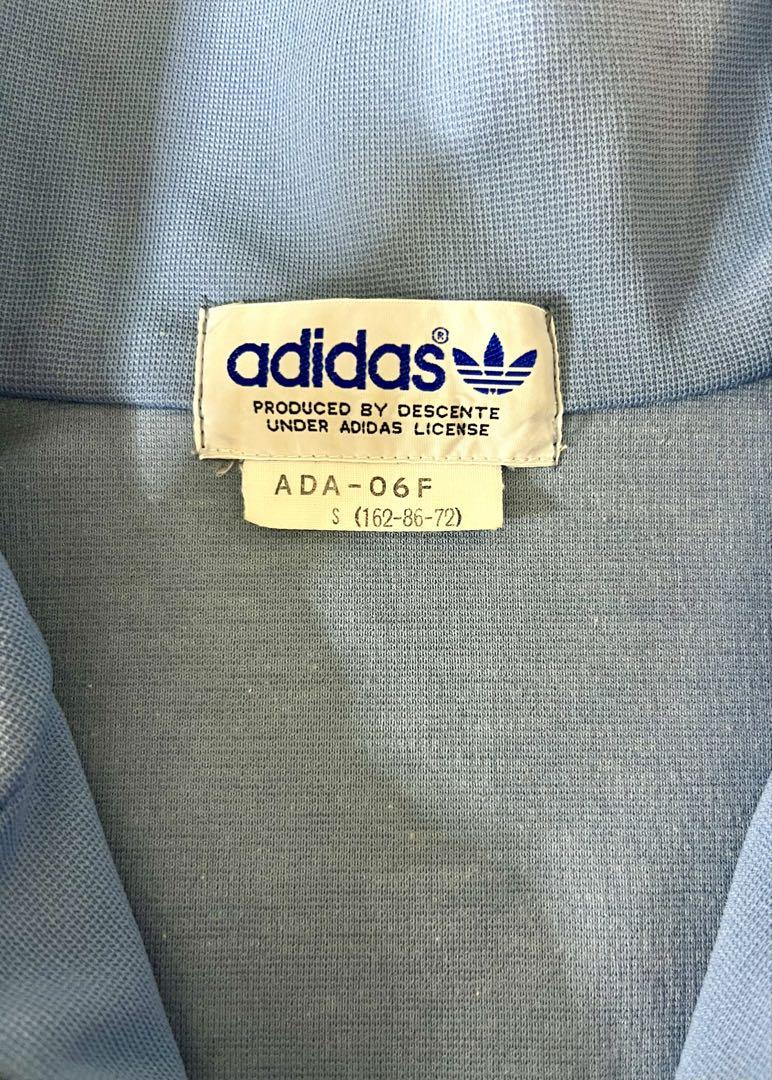 adidas®
PRODUCED BY DESCENTE
UNDER ADIDAS LICENSE
ADA-06F
S (162-86-72)